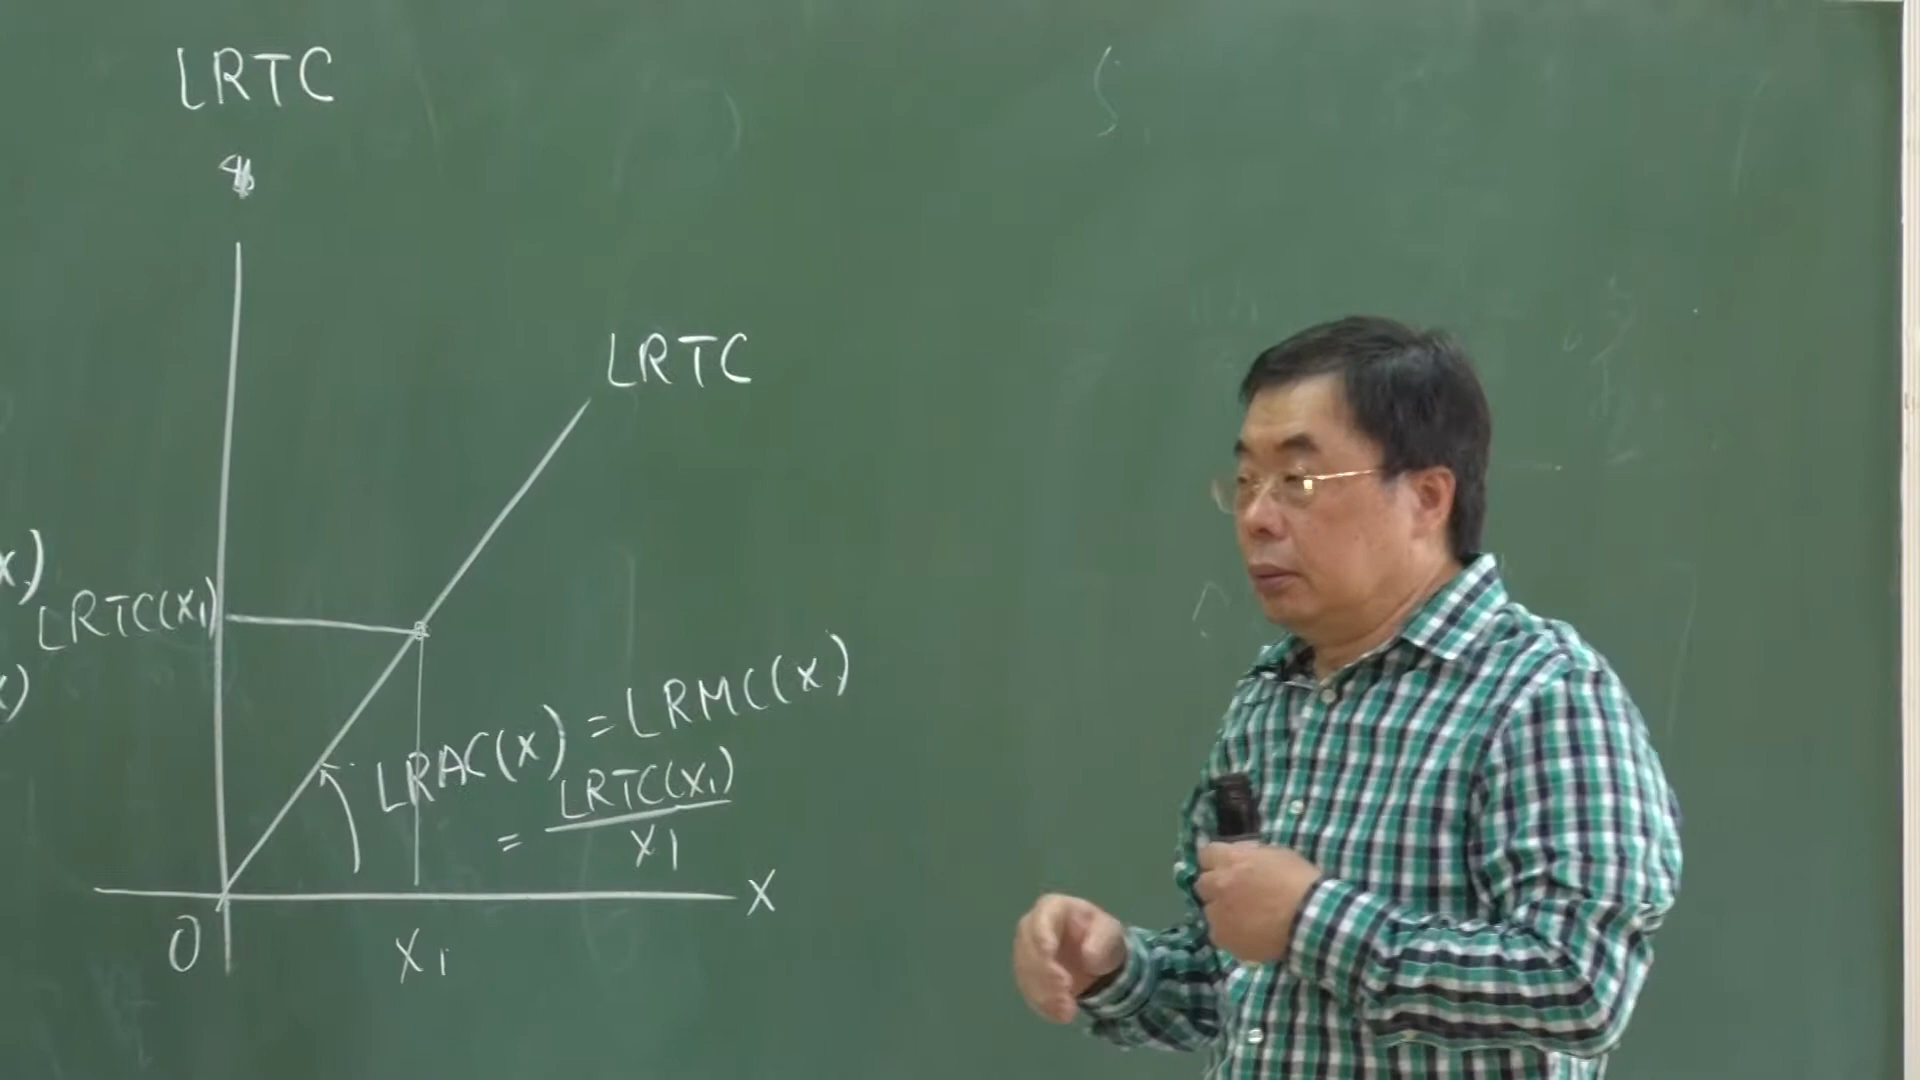 LRTC
$
LRTC
x)
LRTC(x₁)
x)
LRAC(x) = LRMC(x)
= LRTC(x₁) / x₁
x
0
x₁